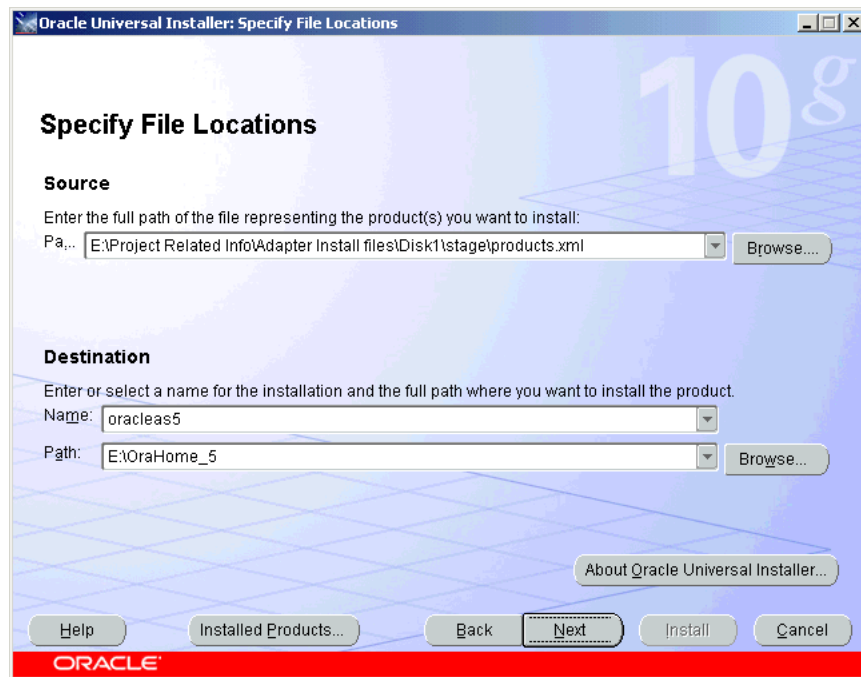 Oracle Universal Installer: Specify File Locations
10g
Specify File Locations
Source
Enter the full path of the file representing the product(s) you want to install:
Pa... E:\Project Related Info\Adapter Install files\Disk1\stage\products.xml Browse....
Destination
Enter or select a name for the installation and the full path where you want to install the product.
Name: oracleas5
Path: E:\OraHome_5 Browse...
About Oracle Universal Installer...
Help Installed Products... Back Next Install Cancel
ORACLE